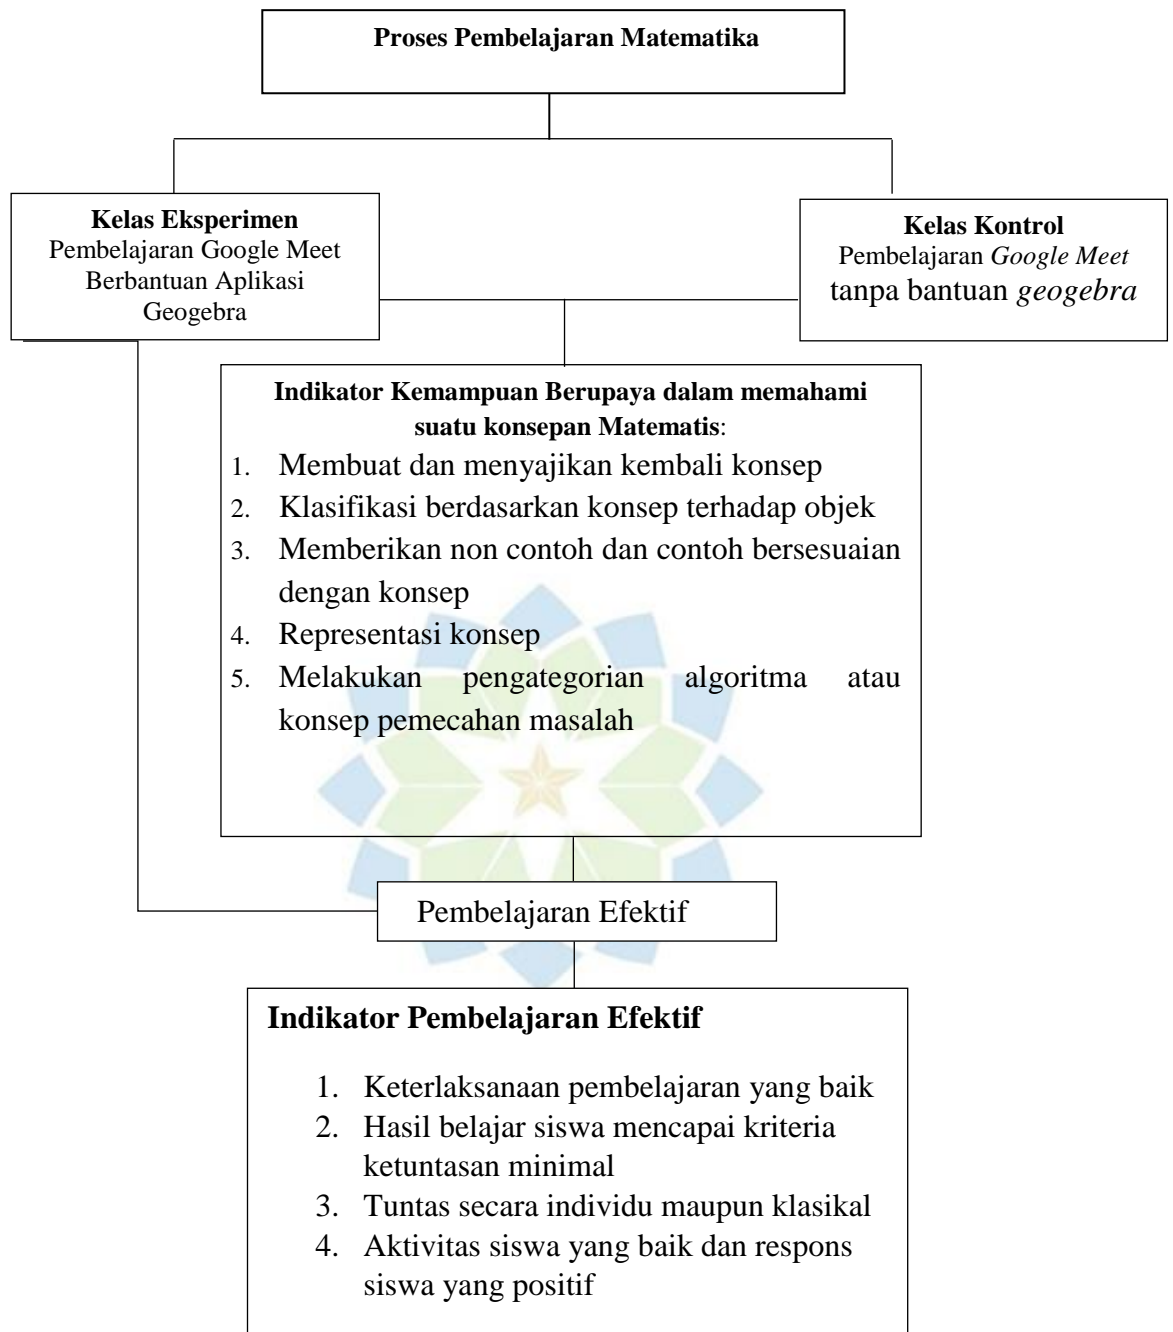 Proses Pembelajaran Matematika
Kelas Eksperimen
Pembelajaran Google Meet
Berbantuan Aplikasi
Geogebra
Kelas Kontrol
Pembelajaran Google Meet
tanpa bantuan geogebra
Indikator Kemampuan Berupaya dalam memahami
suatu konsepan Matematis:
1. Membuat dan menyajikan kembali konsep
2. Klasifikasi berdasarkan konsep terhadap objek
3. Memberikan non contoh dan contoh bersesuaian
dengan konsep
4. Representasi konsep
5. Melakukan pengategorian algoritma atau
konsep pemecahan masalah
Pembelajaran Efektif
Indikator Pembelajaran Efektif
1. Keterlaksanaan pembelajaran yang baik
2. Hasil belajar siswa mencapai kriteria
ketuntasan minimal
3. Tuntas secara individu maupun klasikal
4. Aktivitas siswa yang baik dan respons
siswa yang positif